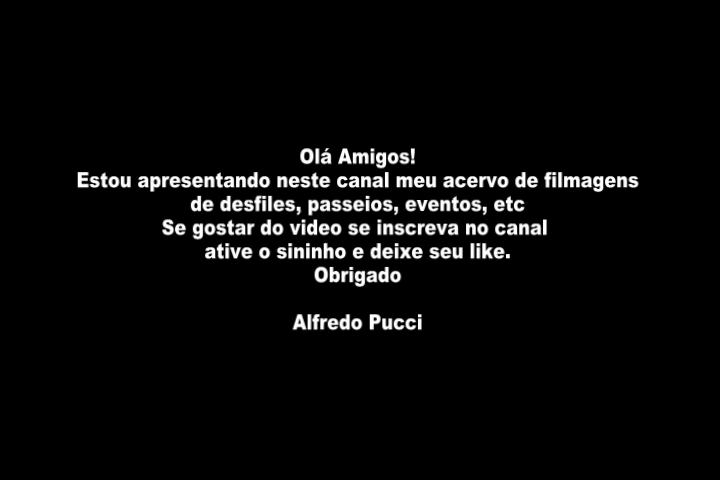 Olá Amigos!
Estou apresentando neste canal meu acervo de filmagens
de desfiles, passeios, eventos, etc
Se gostar do video se inscreva no canal
ative o sininho e deixe seu like.
Obrigado
Alfredo Pucci